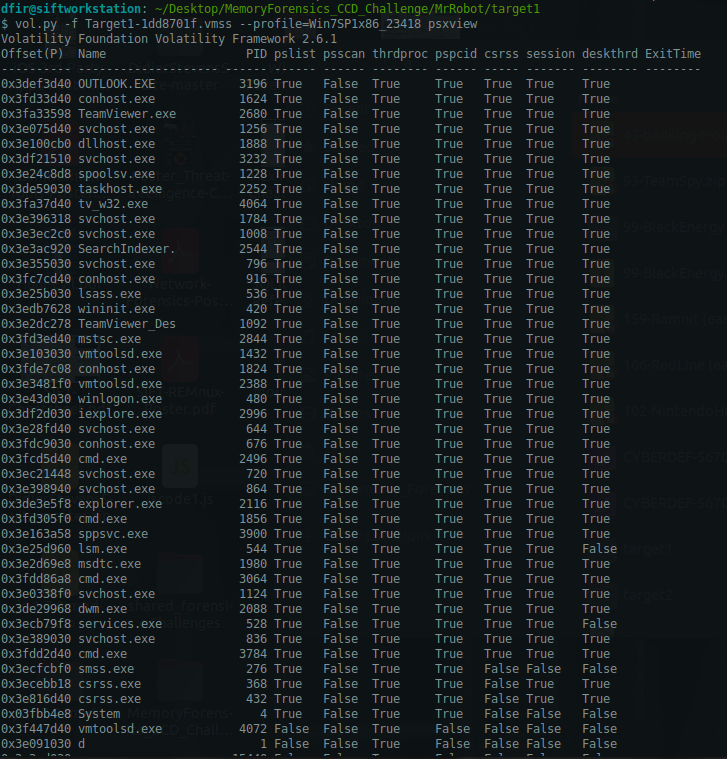 dfir@siftworkstation: ~/Desktop/MemoryForensics_CCD_Challenge/MrRobot/target1
$ vol.py -f Target1-1dd8701f.vmss --profile=Win7SP1x86_23418 psxview
Volatility Foundation Volatility Framework 2.6.1
Offset(P) Name PID pslist psscan thrdproc pspcid csrss session deskthrd ExitTime
---------- -------------------- ------ ------ ------ -------- ------ ----- ------- -------- --------
0x3def3d40 OUTLOOK.EXE 3196 True False True True True True True
0x3fd33d40 conhost.exe 1624 True False True True True True True
0x3fa33598 TeamViewer.exe 2680 True False True True True True True
0x3e075d40 svchost.exe 1256 True False True True True True True
0x3e100cb0 dllhost.exe 1888 True False True True True True True
0x3df21510 svchost.exe 3232 True False True True True True True
0x3e24c8d8 spoolsv.exe 1228 True False True True True True True
0x3de59030 taskhost.exe 2252 True False True True True True True
0x3fa37d40 tv_w32.exe 4064 True False True True True True True
0x3e396318 svchost.exe 1784 True False True True True True True
0x3e3ec2c0 svchost.exe 1008 True False True True True True True
0x3e3ac920 SearchIndexer. 2544 True False True True True True True
0x3e355030 svchost.exe 796 True False True True True True True
0x3fc7cd40 conhost.exe 916 True False True True True True True
0x3e25b030 lsass.exe 536 True False True True True True True
0x3edb7628 wininit.exe 420 True False True True True True True
0x3e2dc278 TeamViewer_Des 1092 True False True True True True True
0x3fd3ed40 mstsc.exe 2844 True False True True True True True
0x3e103030 vmtoolsd.exe 1432 True False True True True True True
0x3fde7c08 conhost.exe 1824 True False True True True True True
0x3e3481f0 vmtoolsd.exe 2388 True False True True True True True
0x3e43d030 winlogon.exe 480 True False True True True True True
0x3df2d030 iexplore.exe 2996 True False True True True True True
0x3e28fd40 svchost.exe 644 True False True True True True True
0x3fdc9030 conhost.exe 676 True False True True True True True
0x3fcd5d40 cmd.exe 2496 True False True True True True True
0x3ec21448 svchost.exe 720 True False True True True True True
0x3e398940 svchost.exe 864 True False True True True True True
0x3de3e5f8 explorer.exe 2116 True False True True True True True
0x3fd305f0 cmd.exe 1856 True False True True True True True
0x3e163a58 sppsvc.exe 3900 True False True True True True True
0x3e25d960 lsm.exe 544 True False True True True True False
0x3e2d69e8 msdtc.exe 1980 True False True True True True True
0x3fdd86a8 cmd.exe 3064 True False True True True True True
0x3e0338f0 svchost.exe 1124 True False True True True True True
0x3de29968 dwm.exe 2088 True False True True True True True
0x3ecb79f8 services.exe 528 True False True True True True False
0x3e389030 svchost.exe 836 True False True True True True True
0x3fdd2d40 cmd.exe 3784 True False True True True True True
0x3ecfcbf0 smss.exe 276 True False True True False False False
0x3ecebb18 csrss.exe 368 True False True True False True True
0x3e816d40 csrss.exe 432 True False True True False True True
0x03fbb4e8 System 4 True False True True False False False
0x3f447d40 vmtoolsd.exe 4072 False False True True False False False
0x3e091030 d 1 False False True True False False False